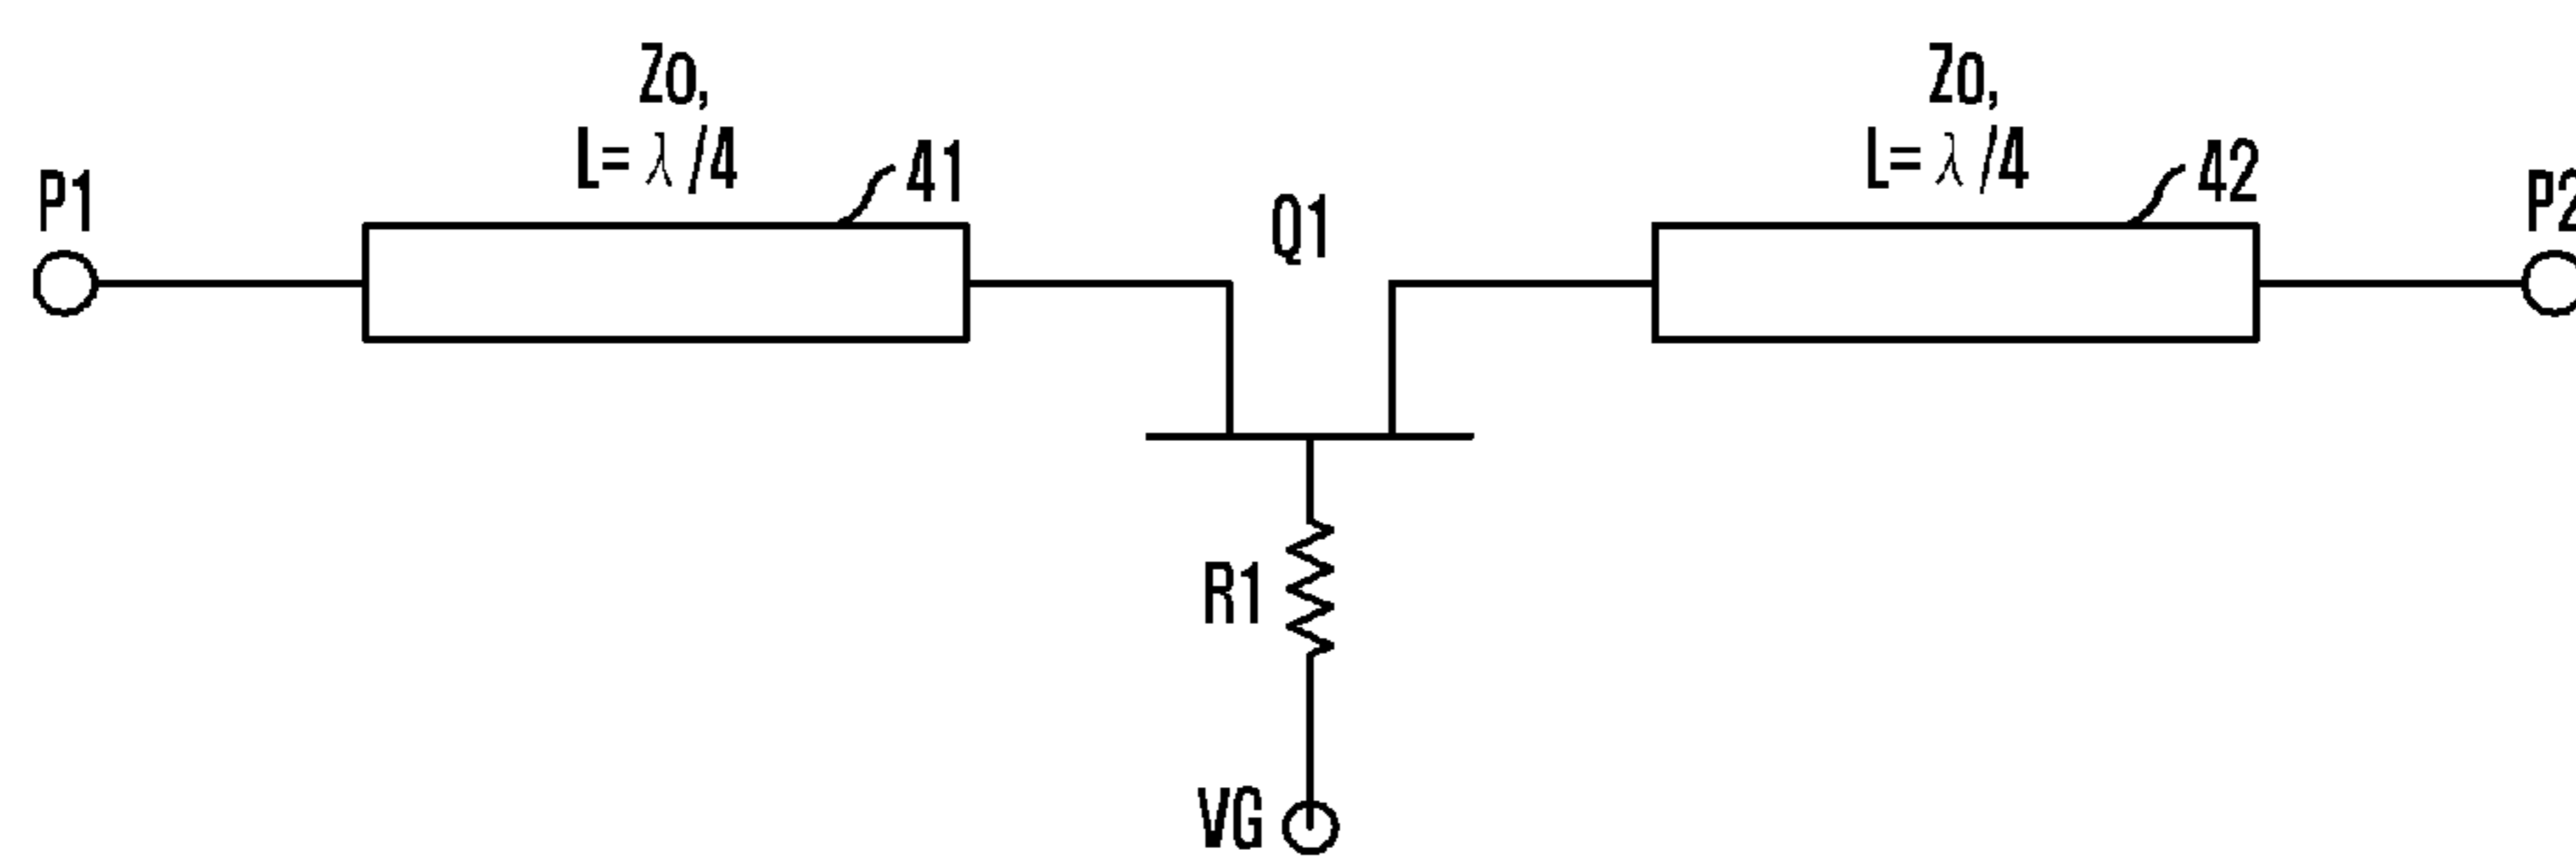 Zo,
L= λ/4
41
P1
Q1
Zo,
L= λ/4
42
P2
R1
VG